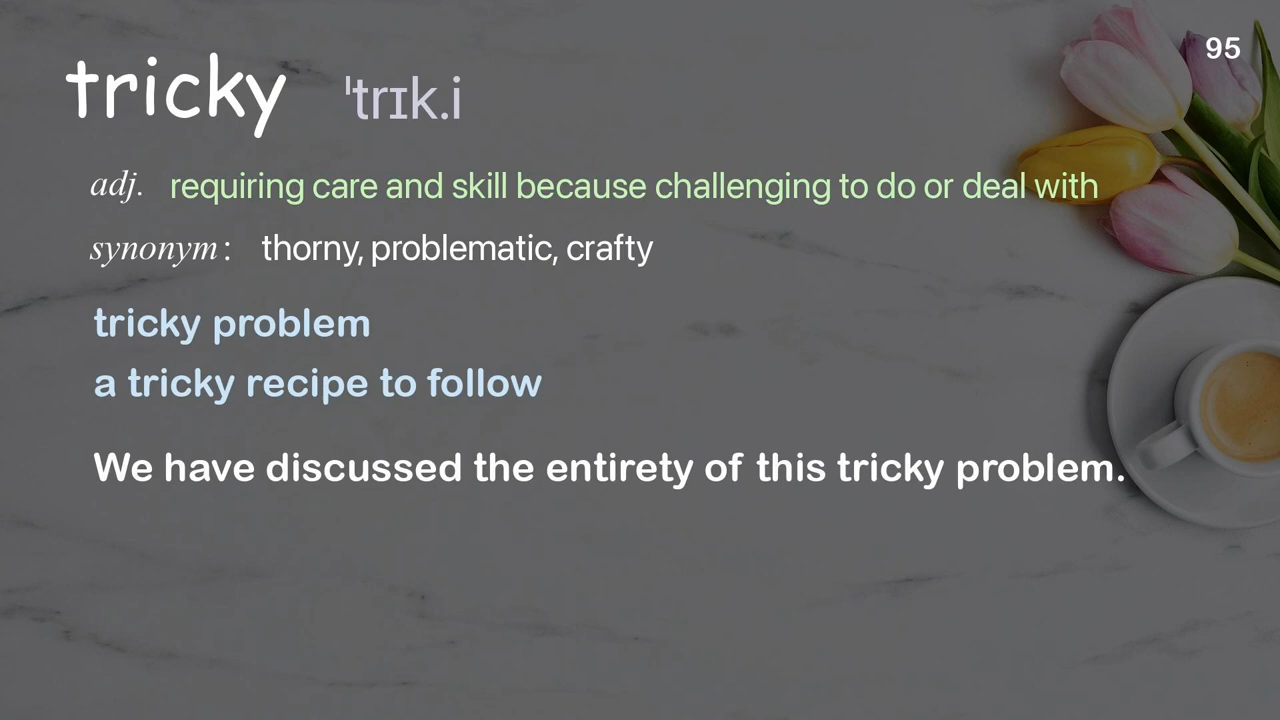 95
tricky ˈtrɪk.i
adj. requiring care and skill because challenging to do or deal with
synonym : thorny, problematic, crafty
tricky problem
a tricky recipe to follow
We have discussed the entirety of this tricky problem.